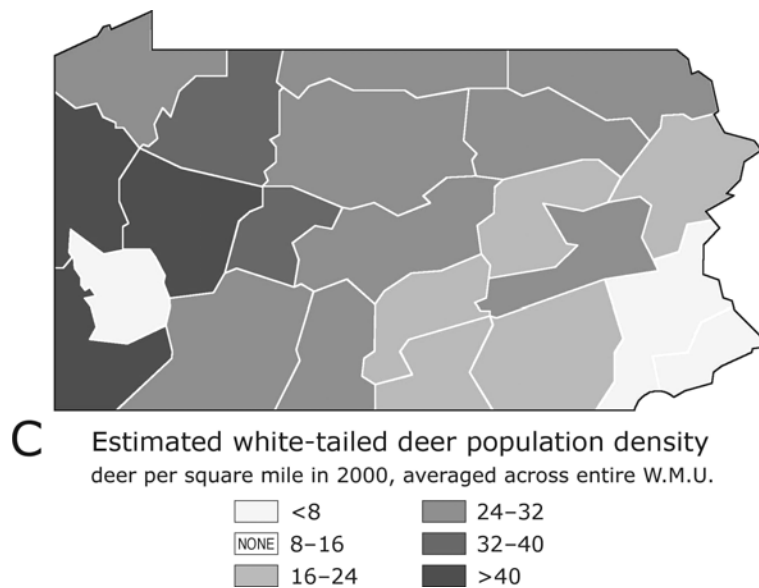 C Estimated white-tailed deer population density
deer per square mile in 2000, averaged across entire W.M.U.
<8
NONE 8–16
16–24
24–32
32–40
>40